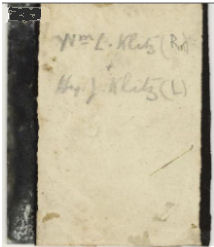 Wm L. Klitz (R)
+
Hy. J. Klitz (L)